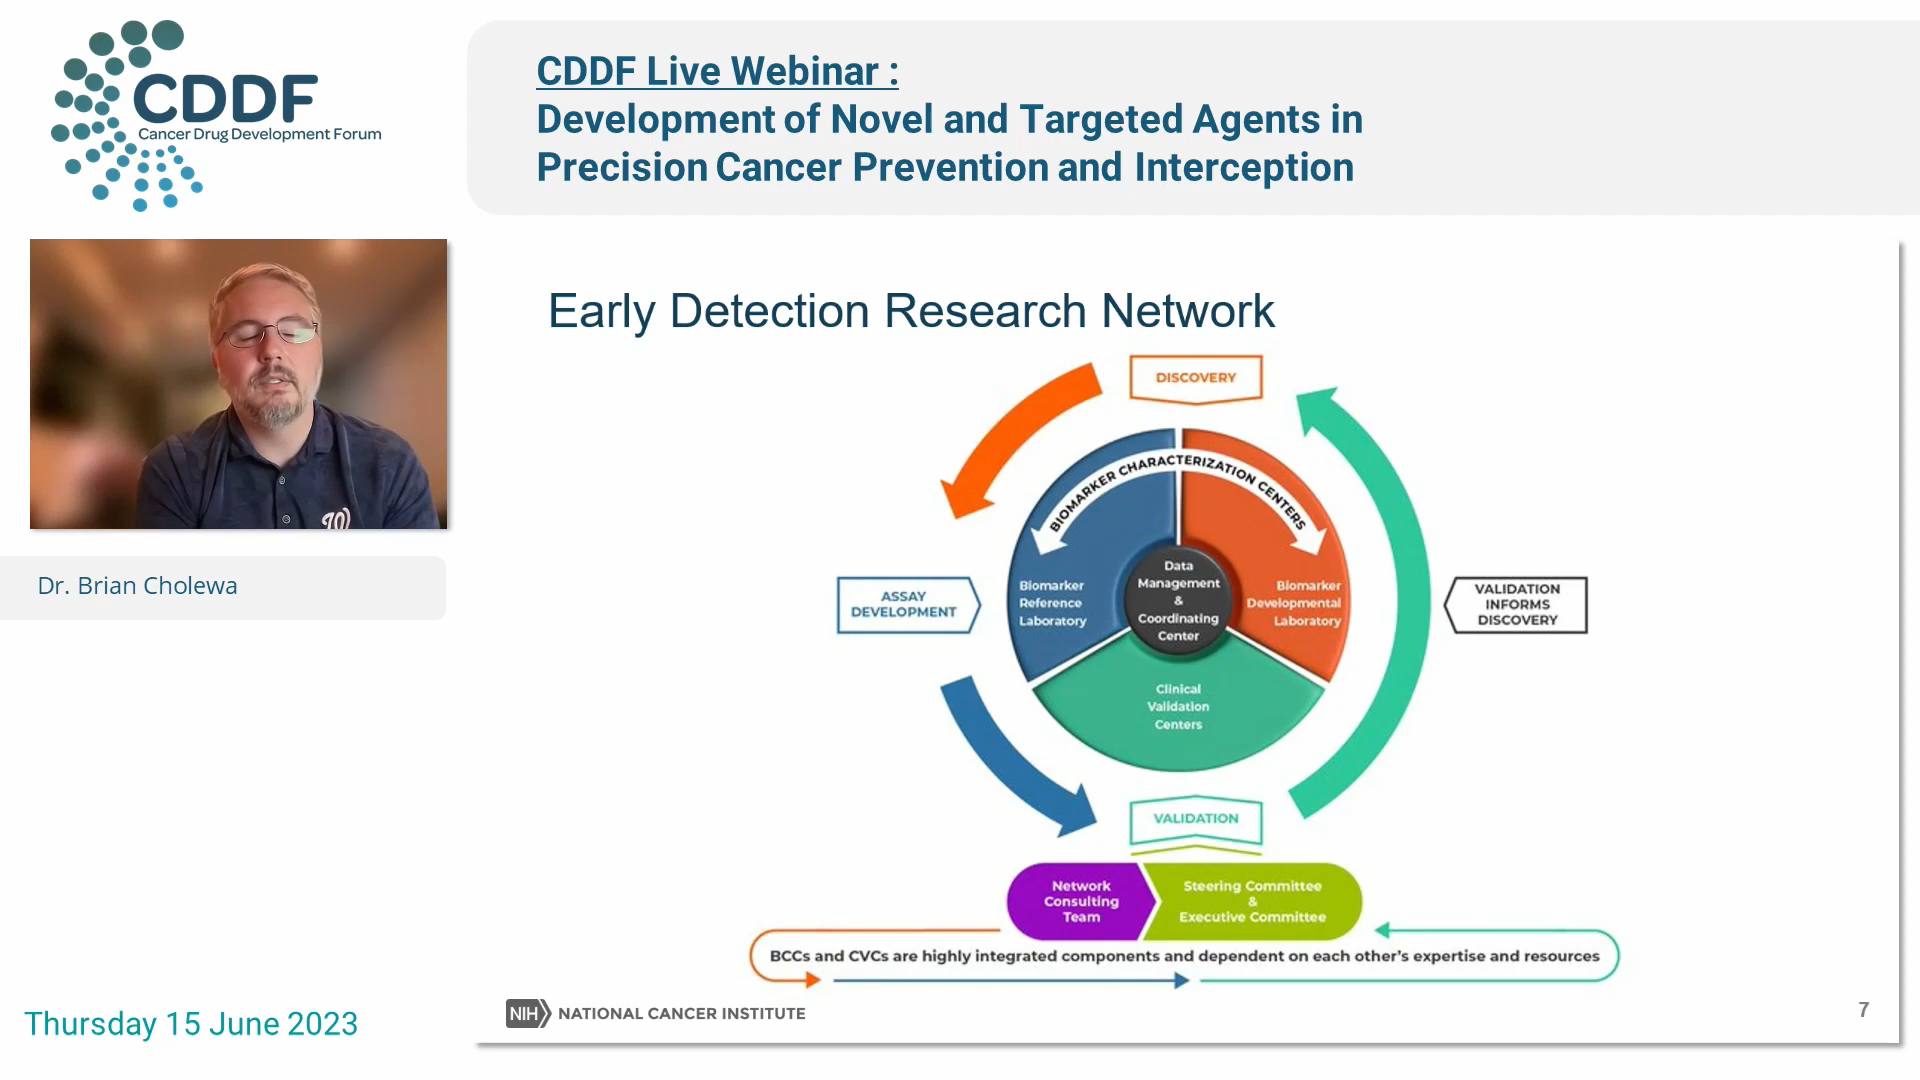 CDDF
Cancer Drug Development Forum
CDDF Live Webinar :
Development of Novel and Targeted Agents in
Precision Cancer Prevention and Interception
W
Dr. Brian Cholewa
Thursday 15 June 2023
Early Detection Research Network
DISCOVERY
BIOMARKER CHARACTERIZATION CENTERS
ASSAY
DEVELOPMENT
Biomarker
Reference
Laboratory
Data
Management
&
Coordinating
Center
Biomarker
Developmental
Laboratory
VALIDATION
INFORMS
DISCOVERY
Clinical
Validation
Centers
VALIDATION
Network
Consulting
Team
Steering Committee
&
Executive Committee
BCCs and CVCs are highly integrated components and dependent on each other's expertise and resources
NIH NATIONAL CANCER INSTITUTE
7